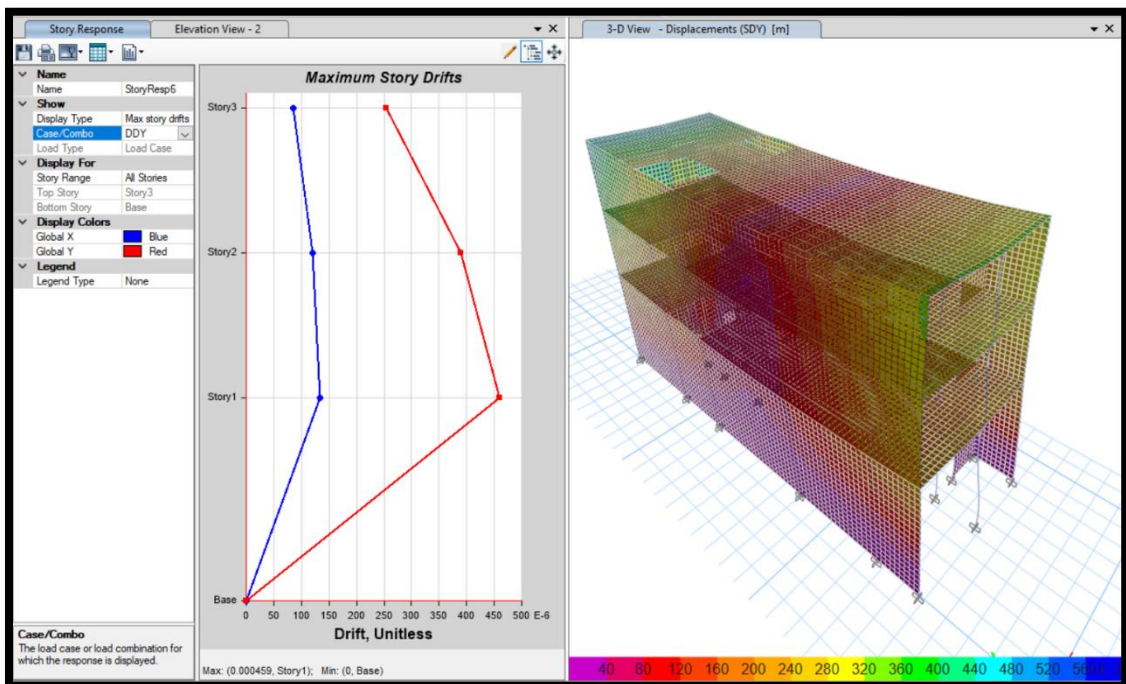 Story Response
Elevation View - 2
Name
Name StoryResp6
Show
Display Type Max story drifts
Case/Combo DDY
Load Type Load Case
Display For
Story Range All Stories
Top Story Story3
Bottom Story Base
Display Colors
Global X Blue
Global Y Red
Legend
Legend Type None
Case/Combo
The load case or load combination for
which the response is displayed.
Maximum Story Drifts
Story3
Story2
Story1
Base
0 50 100 150 200 250 300 350 400 450 500 E-6
Drift, Unitless
Max: (0.000459, Story1); Min: (0, Base)
3-D View - Displacements (SDY) [m]
40 80 120 160 200 240 280 320 360 400 440 480 520